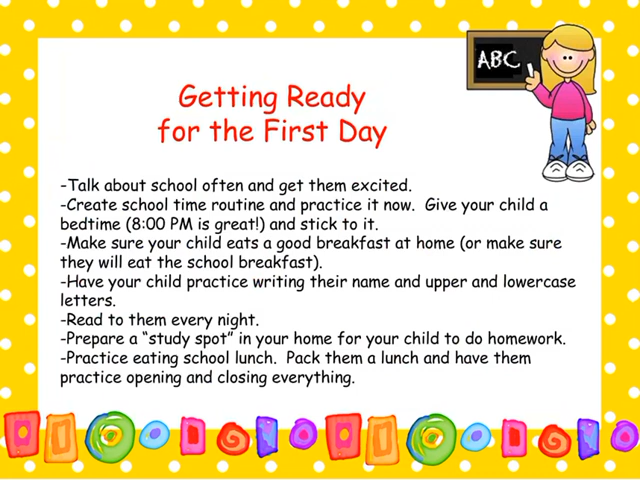 ABC
Getting Ready
for the First Day
-Talk about school often and get them excited.
-Create school time routine and practice it now.  Give your child a
bedtime (8:00 PM is great!) and stick to it.
-Make sure your child eats a good breakfast at home (or make sure
they will eat the school breakfast).
-Have your child practice writing their name and upper and lowercase
letters.
-Read to them every night.
-Prepare a “study spot” in your home for your child to do homework.
-Practice eating school lunch.  Pack them a lunch and have them
practice opening and closing everything.